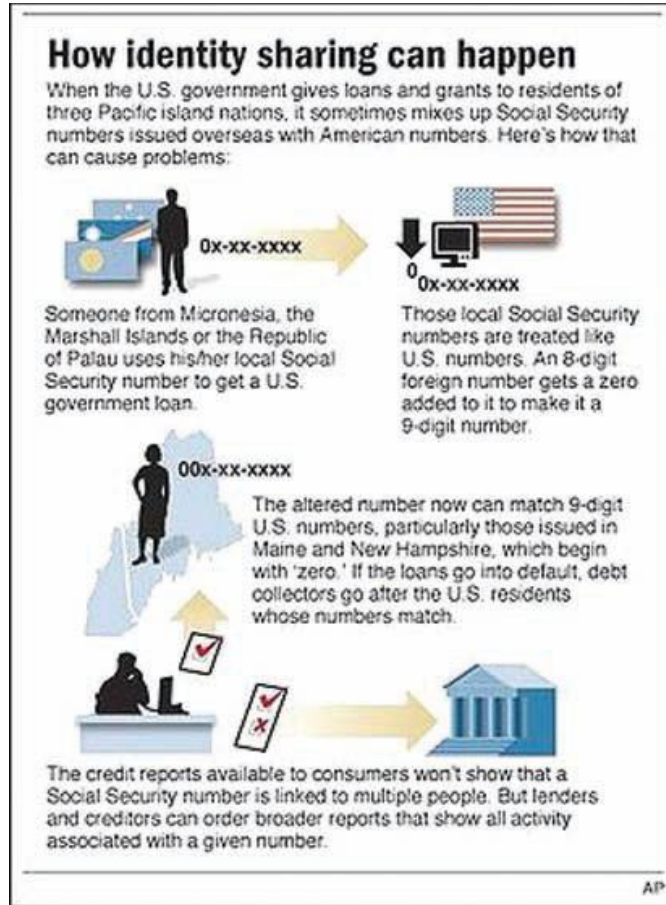 How identity sharing can happen
When the U.S. government gives loans and grants to residents of
three Pacific island nations, it sometimes mixes up Social Security
numbers issued overseas with American numbers. Here's how that
can cause problems:
0x-xx-xxxx
Someone from Micronesia, the
Marshall Islands or the Republic
of Palau uses his/her local Social
Security number to get a U.S.
government loan.
0
0x-xx-xxxx
Those local Social Security
numbers are treated like
U.S. numbers. An 8-digit
foreign number gets a zero
added to it to make it a
9-digit number.
00x-xx-xxxx
The altered number now can match 9-digit
U.S. numbers, particularly those issued in
Maine and New Hampshire, which begin
with 'zero.' If the loans go into default, debt
collectors go after the U.S. residents
whose numbers match.
The credit reports available to consumers won't show that a
Social Security number is linked to multiple people. But lenders
and creditors can order broader reports that show all activity
associated with a given number.
AP